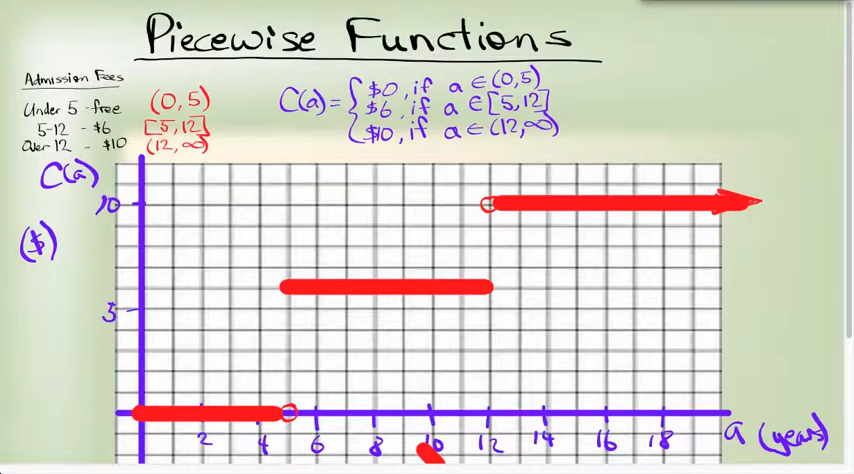 Piecewise Functions
Admission Fees
Under 5 - free (0, 5)
5-12 - $6 [5, 12]
Over 12 - $10 (12, ∞)
C(a) = { $0, if a ∈ (0, 5)
$6, if a ∈ [5, 12]
$10, if a ∈ (12, ∞)
C(a)
10
($)
5
2 4 6 8 10 12 14 16 18 a (years)